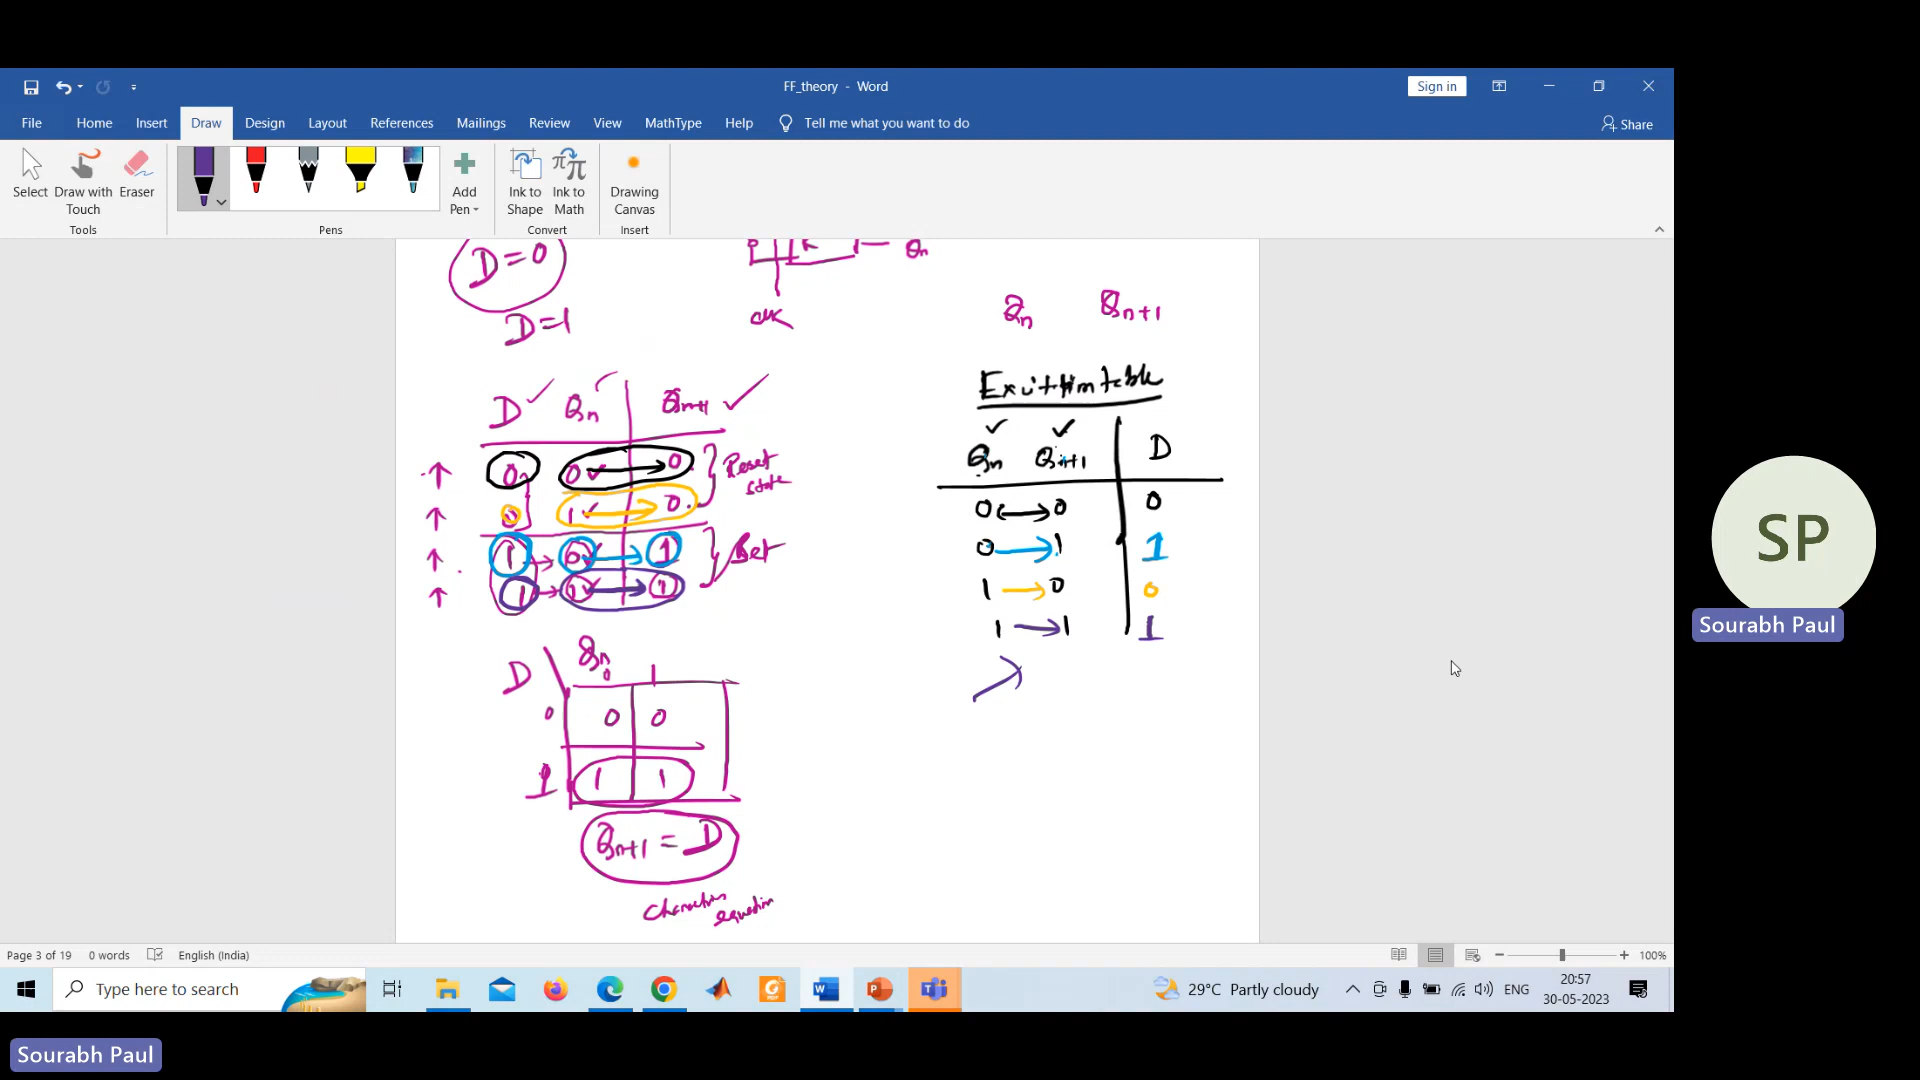 FF_theory - Word
Sign in
File Home Insert Draw Design Layout References Mailings Review View MathType Help Tell me what you want to do
Share
Select Draw with Touch Eraser
Add Pen
Ink to Shape Ink to Math
Drawing Canvas
Tools Pens Convert Insert
D=0
K Qn
D=1
clk
Qn Qn+1
D Qn Qn+1
0 0 0
Reset state
0 1 0
1 0 1
Set
1 1 1
D Qn
0 1
0 0 0
1 1 1
Qn+1 = D
equation
table
Qn Qn+1 D
0 0 0
0 1 1
1 0 0
1 1 1
SP
Sourabh Paul
Page 3 of 19 0 words English (India) 100%
Type here to search
29°C Partly cloudy
ENG
20:57
30-05-2023
Sourabh Paul